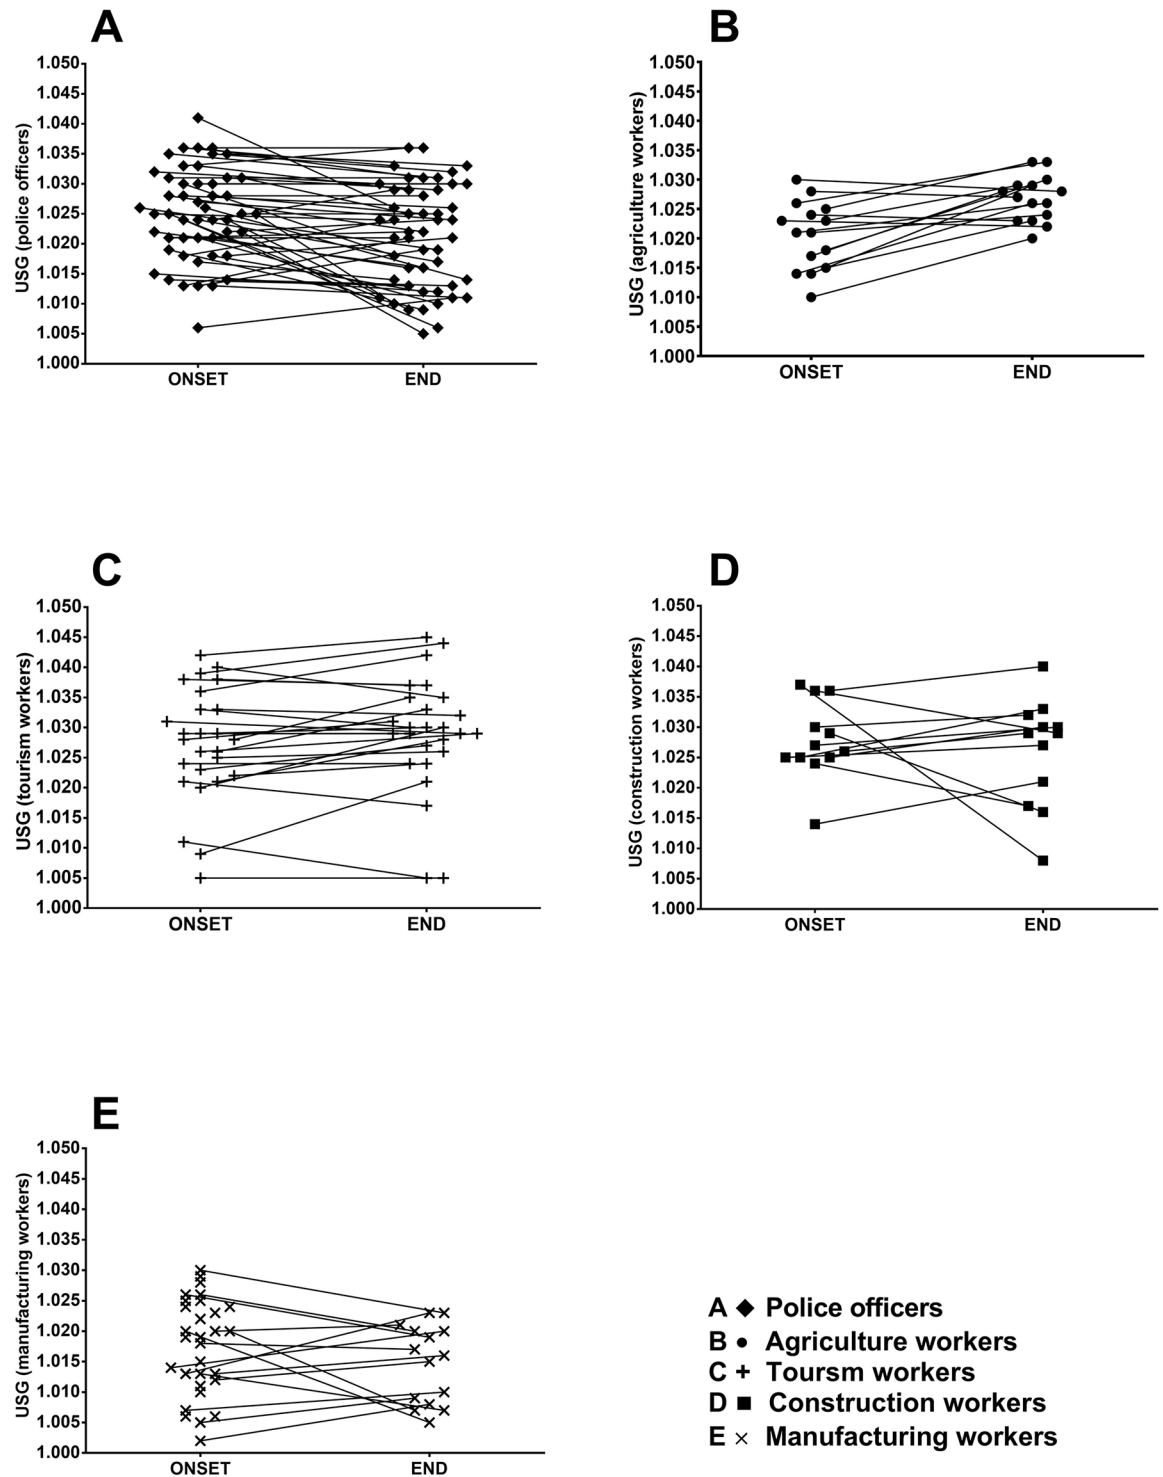 A
USG (police officers)
1.050
1.045
1.040
1.035
1.030
1.025
1.020
1.015
1.010
1.005
1.000
ONSET END
B
USG (agriculture workers)
1.050
1.045
1.040
1.035
1.030
1.025
1.020
1.015
1.010
1.005
1.000
ONSET END
C
USG (tourism workers)
1.050
1.045
1.040
1.035
1.030
1.025
1.020
1.015
1.010
1.005
1.000
ONSET END
D
USG (construction workers)
1.050
1.045
1.040
1.035
1.030
1.025
1.020
1.015
1.010
1.005
1.000
ONSET END
E
USG (manufacturing workers)
1.050
1.045
1.040
1.035
1.030
1.025
1.020
1.015
1.010
1.005
1.000
ONSET END
A ◆ Police officers
B ● Agriculture workers
C + Toursm workers
D ■ Construction workers
E × Manufacturing workers